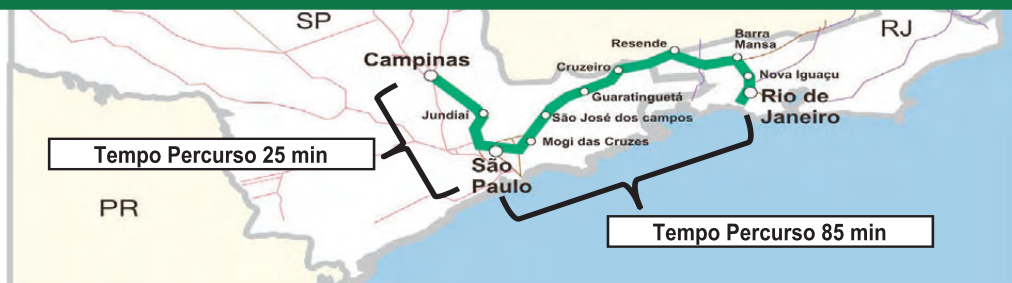 SP
RJ
Barra
Mansa
Resende
Campinas
Cruzeiro
Nova Iguaçu
Guaratinguetá
Rio de
Janeiro
Jundiaí
São José dos campos
Mogi das Cruzes
Tempo Percurso 25 min
São
Paulo
PR
Tempo Percurso 85 min